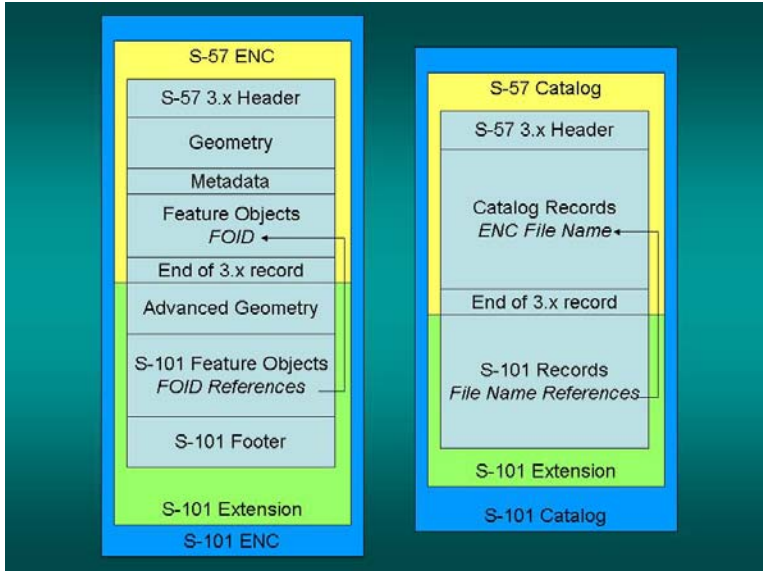 S-57 ENC
S-57 3.x Header
Geometry
Metadata
Feature Objects
FOID
End of 3.x record
Advanced Geometry
S-101 Feature Objects
FOID References
S-101 Footer
S-101 Extension
S-101 ENC
S-57 Catalog
S-57 3.x Header
Catalog Records
ENC File Name
End of 3.x record
S-101 Records
File Name References
S-101 Extension
S-101 Catalog